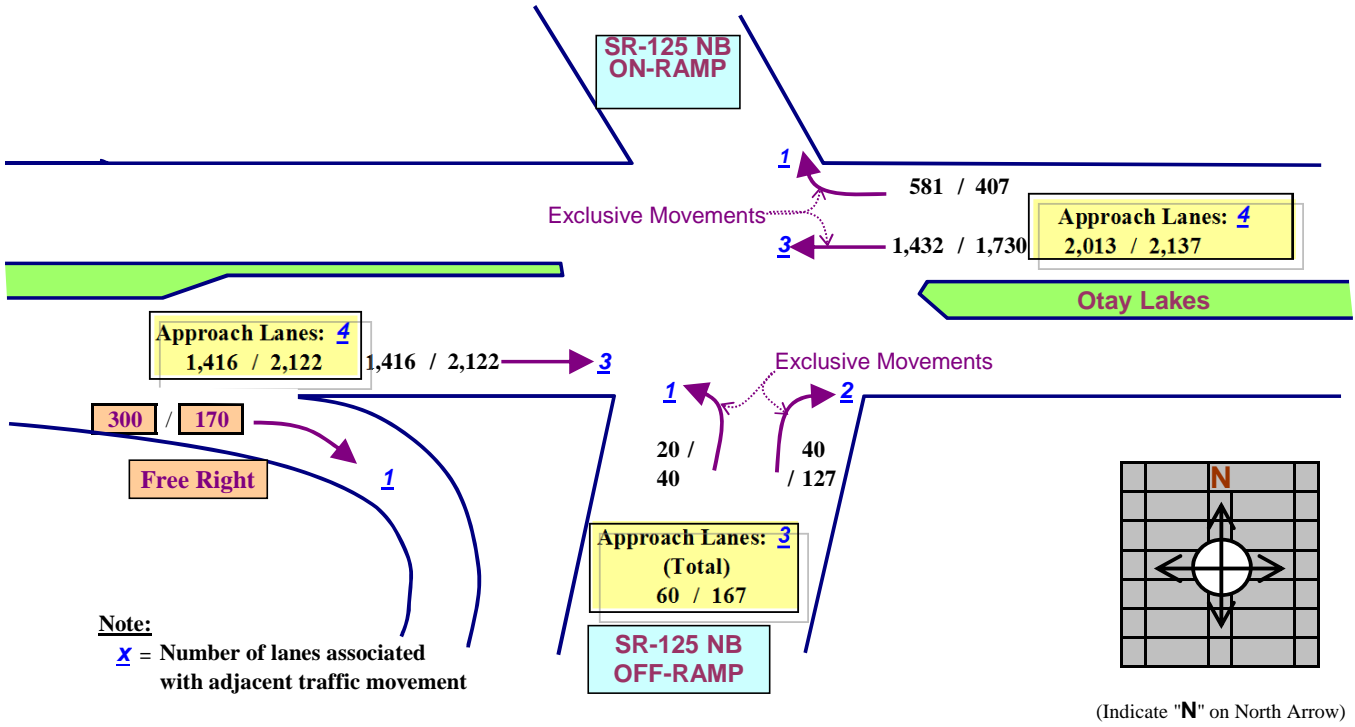 SR-125 NB
ON-RAMP
1
581 / 407
Exclusive Movements
Approach Lanes: 4
3
1,432 / 1,730
2,013 / 2,137
Otay Lakes
Approach Lanes: 4
1,416 / 2,122
1,416 / 2,122
3
Exclusive Movements
1
2
300 / 170
20 /
40
40
/ 127
Free Right
1
N
Approach Lanes: 3
(Total)
60 / 167
Note:
x = Number of lanes associated
with adjacent traffic movement
SR-125 NB
OFF-RAMP
(Indicate "N" on North Arrow)